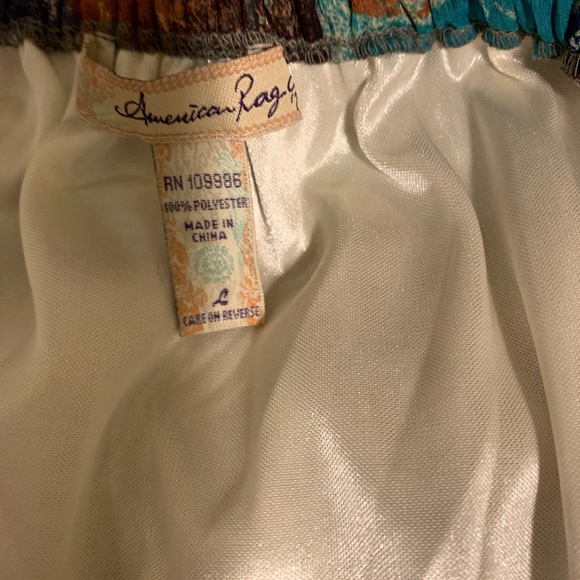 American Rag
RN 109986
100% POLYESTER
MADE IN
CHINA
L
CARE ON REVERSE